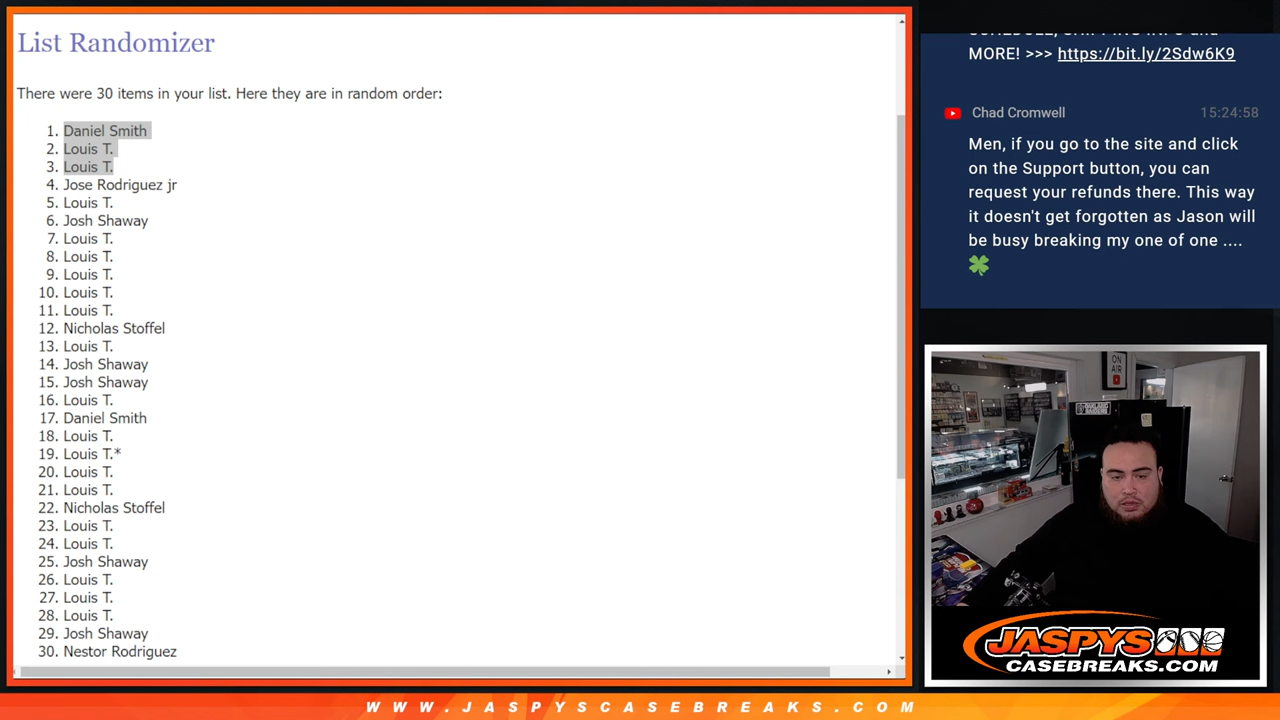 List Randomizer
There were 30 items in your list. Here they are in random order:
1. Daniel Smith
2. Louis T.
3. Louis T.
4. Jose Rodriguez jr
5. Louis T.
6. Josh Shaway
7. Louis T.
8. Louis T.
9. Louis T.
10. Louis T.
11. Louis T.
12. Nicholas Stoffel
13. Louis T.
14. Josh Shaway
15. Josh Shaway
16. Louis T.
17. Daniel Smith
18. Louis T.
19. Louis T.*
20. Louis T.
21. Louis T.
22. Nicholas Stoffel
23. Louis T.
24. Louis T.
25. Josh Shaway
26. Louis T.
27. Louis T.
28. Louis T.
29. Josh Shaway
30. Nestor Rodriguez
MORE! >>> https://bit.ly/2Sdw6K9
Chad Cromwell 15:24:58
Men, if you go to the site and click
on the Support button, you can
request your refunds there. This way
it doesn't get forgotten as Jason will
be busy breaking my one of one ....
ON
AIR
JASPYS
CASEBREAKS.COM
WWW.JASPYSCASEBREAKS.COM